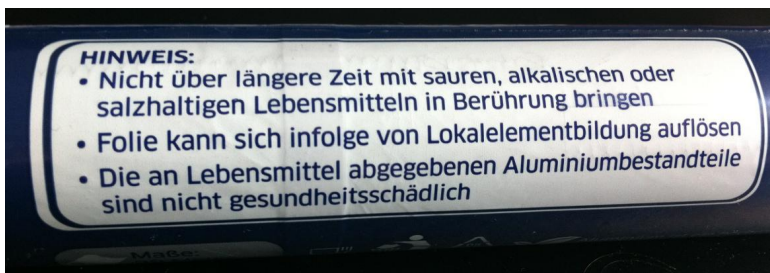 HINWEIS:
• Nicht über längere Zeit mit sauren, alkalischen oder
salzhaltigen Lebensmitteln in Berührung bringen
• Folie kann sich infolge von Lokalelementbildung auflösen
• Die an Lebensmittel abgegebenen Aluminiumbestandteile
sind nicht gesundheitsschädlich
Maße: